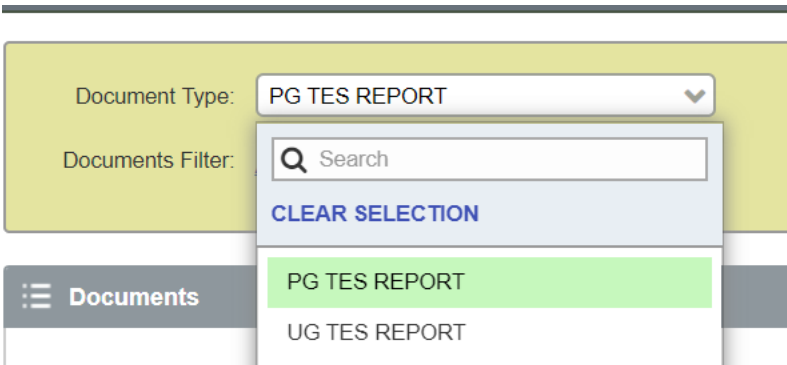 Document Type: PG TES REPORT
Documents Filter:
Search
CLEAR SELECTION
PG TES REPORT
UG TES REPORT
Documents